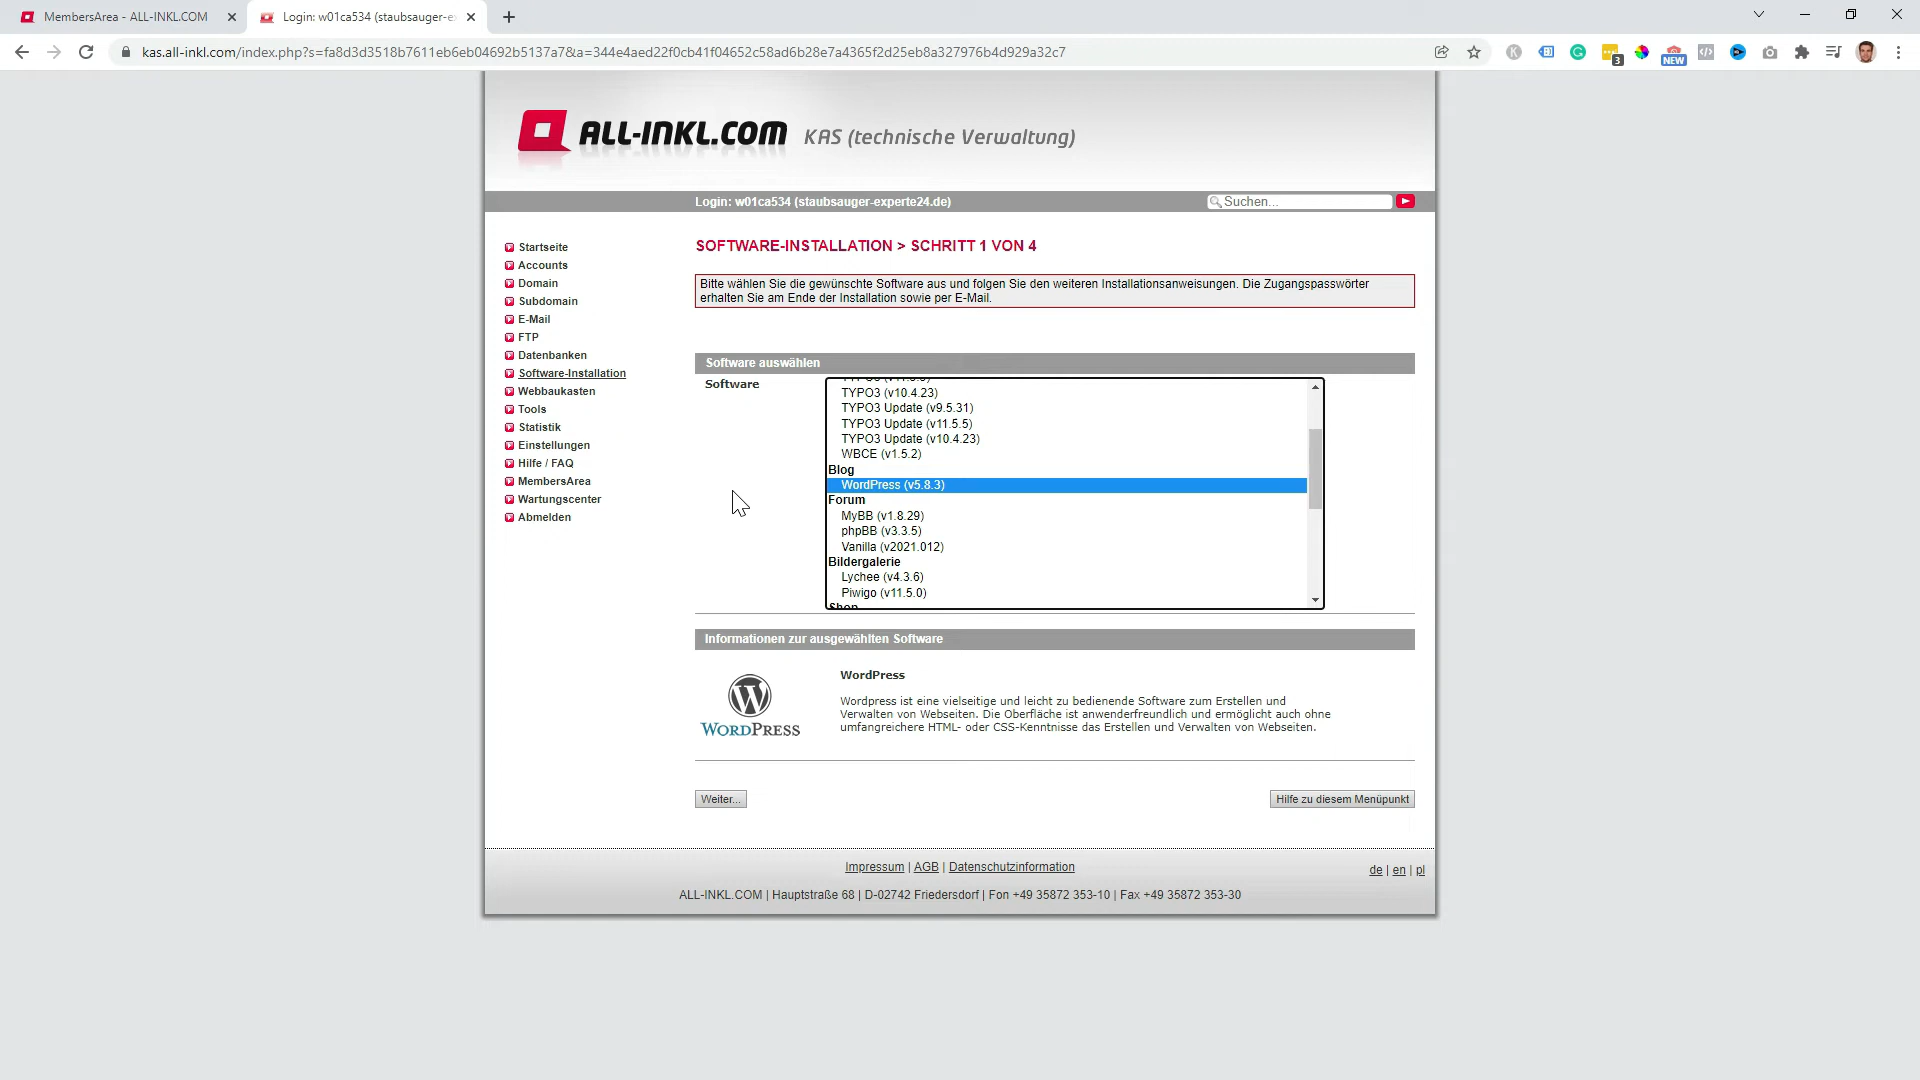 MembersArea - ALL-INKL.COM
Login: w01ca534 (staubsauger-expe
kas.all-inkl.com/index.php?s=fa8d3d3518b7611eb6eb04692b5137a7&a=344e4aed22f0cb41f04652c58ad6b28e7a4365f2d25eb8a327976b4d929a32c7
3
NEW
ALL-INKL.COM KAS (technische Verwaltung)
Login: w01ca534 (staubsauger-experte24.de)
Suchen...
Startseite
Accounts
Domain
Subdomain
E-Mail
FTP
Datenbanken
Software-Installation
Webbaukasten
Tools
Statistik
Einstellungen
Hilfe / FAQ
MembersArea
Wartungscenter
Abmelden
SOFTWARE-INSTALLATION > SCHRITT 1 VON 4
Bitte wählen Sie die gewünschte Software aus und folgen Sie den weiteren Installationsanweisungen. Die Zugangspasswörter
erhalten Sie am Ende der Installation sowie per E-Mail.
Software auswählen
Software
TYPO3 (v10.4.23)
TYPO3 Update (v9.5.31)
TYPO3 Update (v11.5.5)
TYPO3 Update (v10.4.23)
WBCE (v1.5.2)
Blog
WordPress (v5.8.3)
Forum
MyBB (v1.8.29)
phpBB (v3.3.5)
Vanilla (v2021.012)
Bildergalerie
Lychee (v4.3.6)
Piwigo (v11.5.0)
Shop
Informationen zur ausgewählten Software
WORDPRESS
WordPress
Wordpress ist eine vielseitige und leicht zu bedienende Software zum Erstellen und
Verwalten von Webseiten. Die Oberfläche ist anwenderfreundlich und ermöglicht auch ohne
umfangreichere HTML- oder CSS-Kenntnisse das Erstellen und Verwalten von Webseiten.
Weiter...
Hilfe zu diesem Menüpunkt
Impressum | AGB | Datenschutzinformation
de | en | pl
ALL-INKL.COM | Hauptstraße 68 | D-02742 Friedersdorf | Fon +49 35872 353-10 | Fax +49 35872 353-30